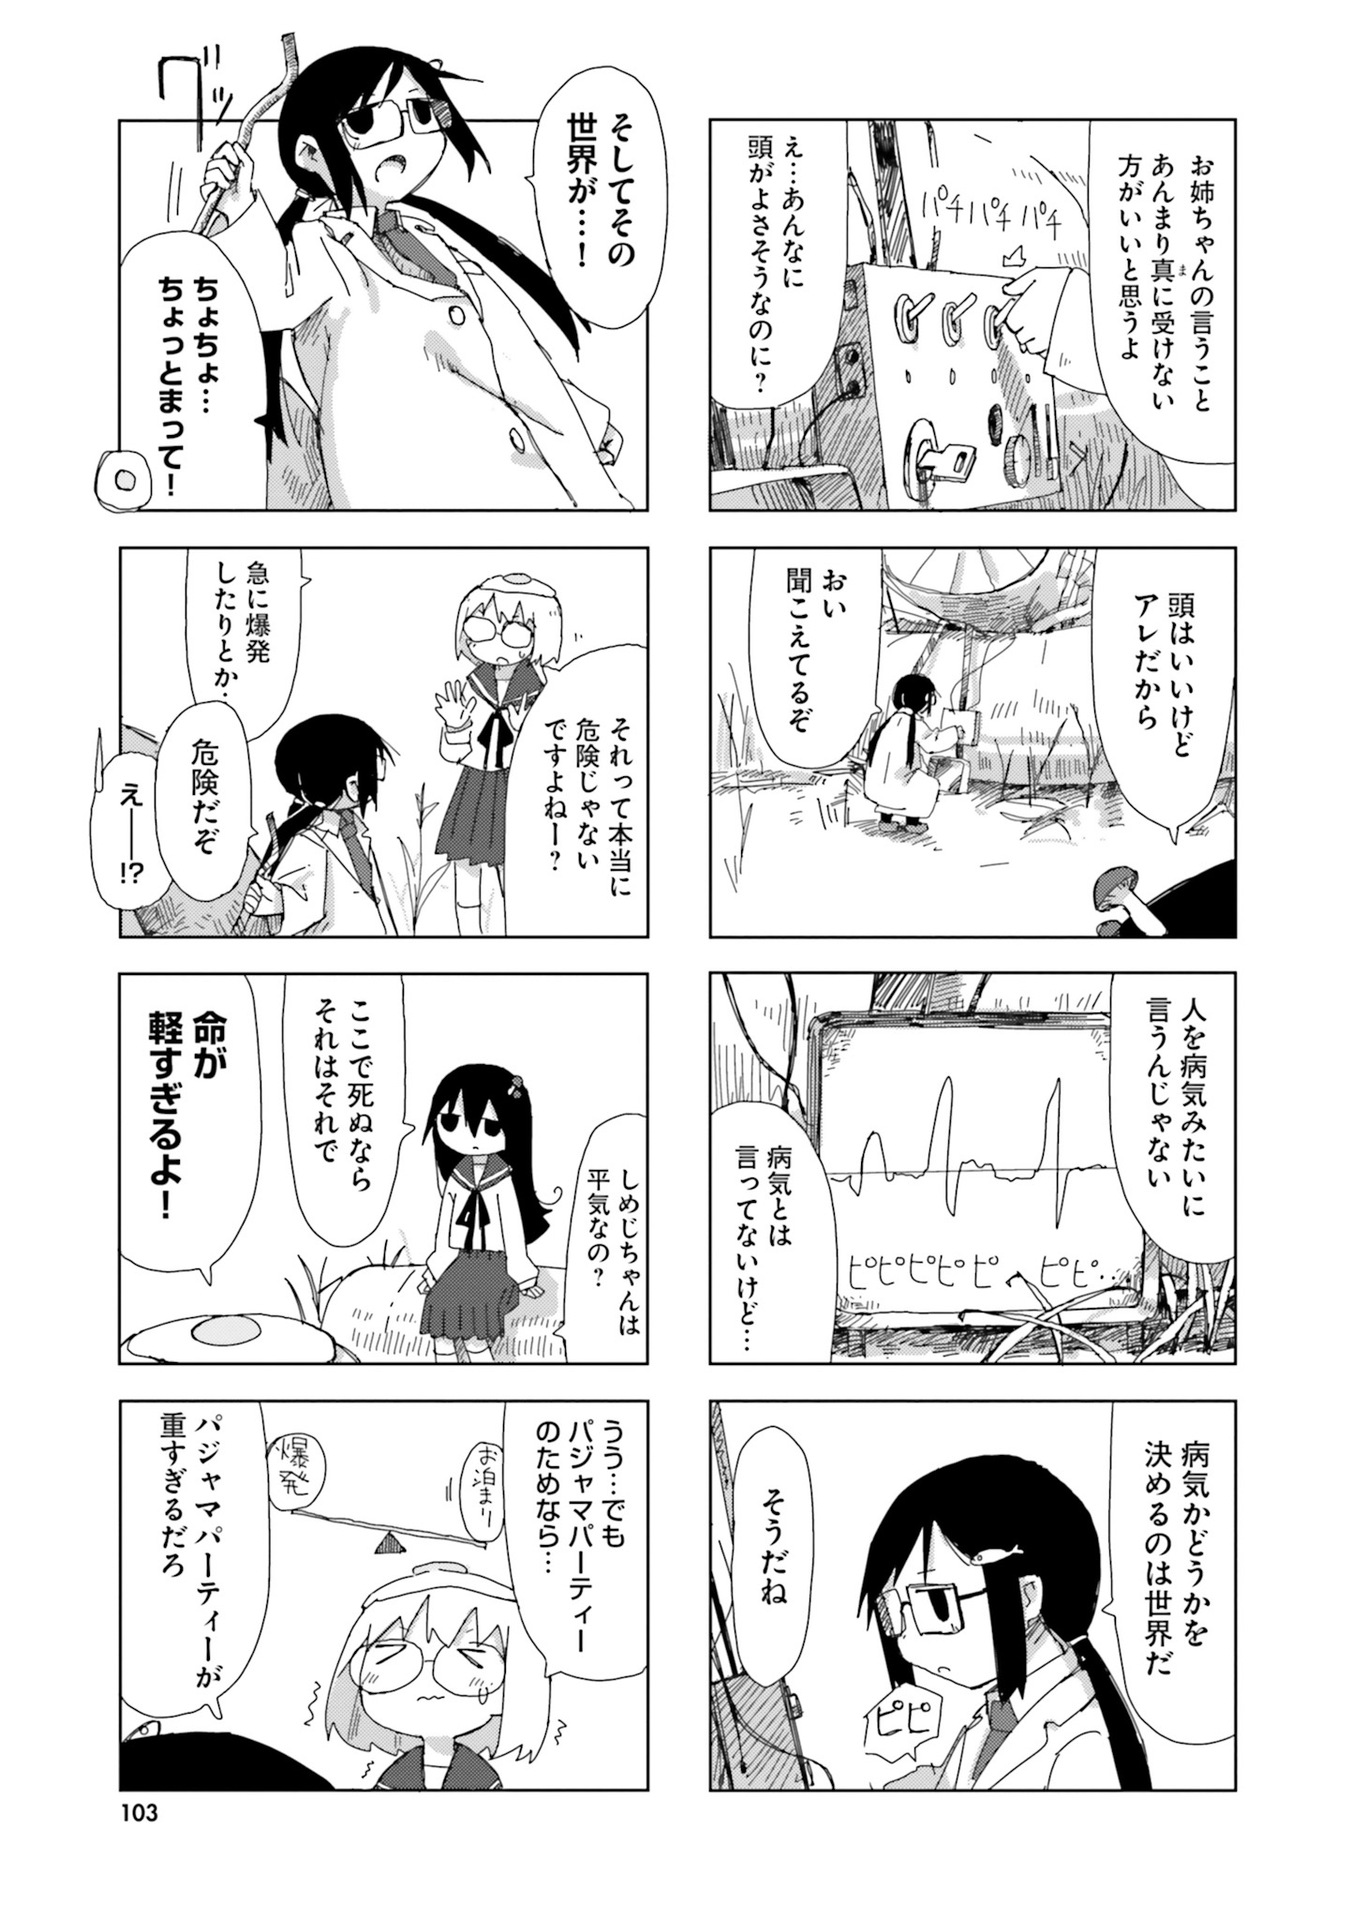 お姉ちゃんの言うこと
あんまり真に受けない
ま
方がいいと思うよ
パチパチパチ
え…あんなに
頭がよさそうなのに？
頭はいいけど
アレだから
おい
聞こえてるぞ
人を病気みたいに
言うんじゃない
病気とは
言ってないけど…
ピピピピピ ピピ‥
病気かどうかを
決めるのは世界だ
ピピ
そうだね
そしてその
世界が…！
グッ
ちょちょ…
ちょっとまって！
それって本当に
危険じゃない
ですよねー？
急に爆発
したりとか‥
危険だぞ
え──!?
しめじちゃんは
平気なの？
ここで死ぬなら
それはそれで
命が
軽すぎるよ！
うう…でも
パジャマパーティー
のためなら…
お泊まり
爆発
パジャマパーティーが
重すぎるだろ
103